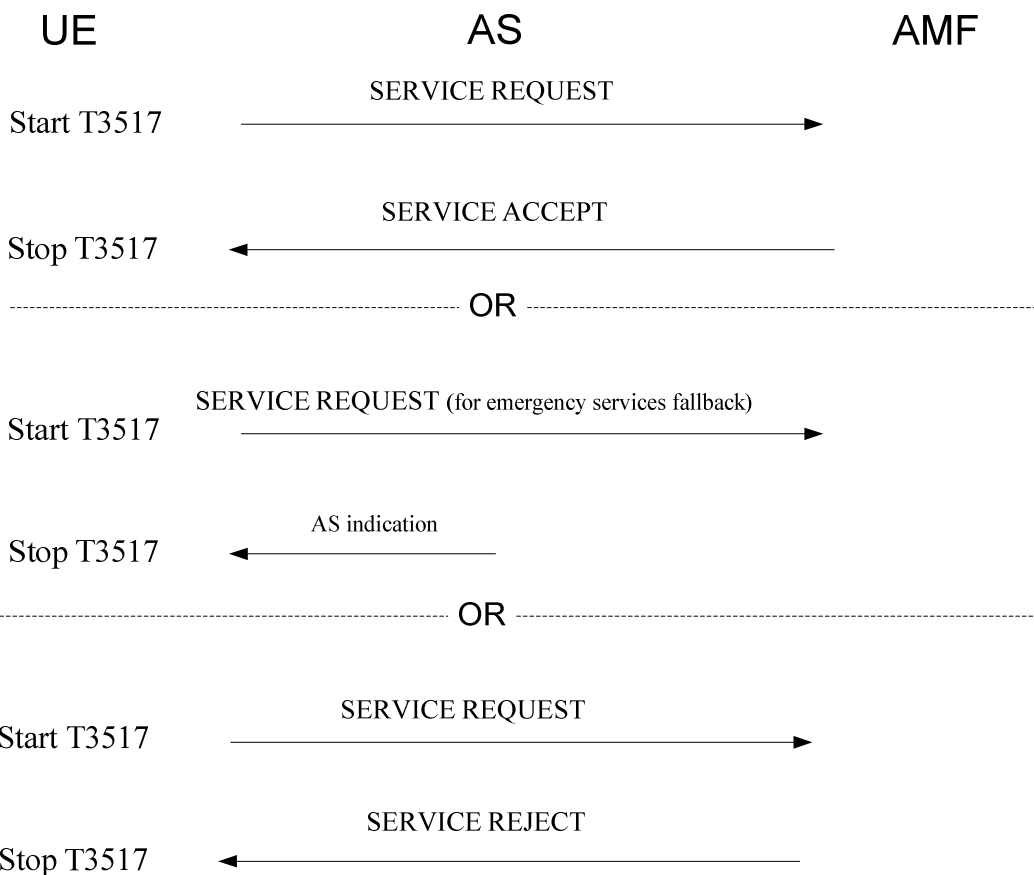 UE AS AMF
SERVICE REQUEST
Start T3517
SERVICE ACCEPT
Stop T3517
OR
SERVICE REQUEST (for emergency services fallback)
Start T3517
AS indication
Stop T3517
OR
SERVICE REQUEST
Start T3517
SERVICE REJECT
Stop T3517